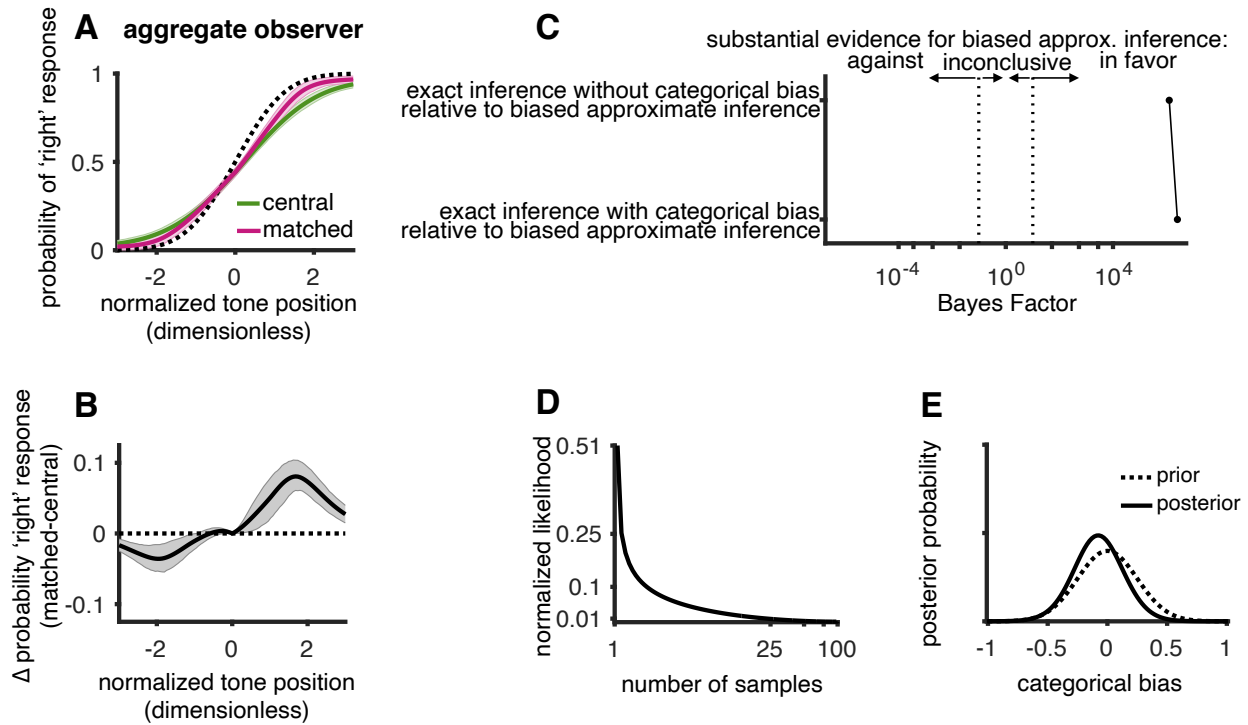 A aggregate observer
probability of 'right' response
1
0.5
0
central
matched
-2 0 2
normalized tone position
(dimensionless)
C
substantial evidence for biased approx. inference:
against inconclusive in favor
exact inference without categorical bias
relative to biased approximate inference
exact inference with categorical bias
relative to biased approximate inference
10^-4 10^0 10^4
Bayes Factor
B
Δ probability 'right' response
(matched-central)
0.1
0
-0.1
-2 0 2
normalized tone position
(dimensionless)
D
normalized likelihood
0.51
0.25
0.1
0.01
1 25 100
number of samples
E
posterior probability
prior
posterior
-1 -0.5 0 0.5 1
categorical bias